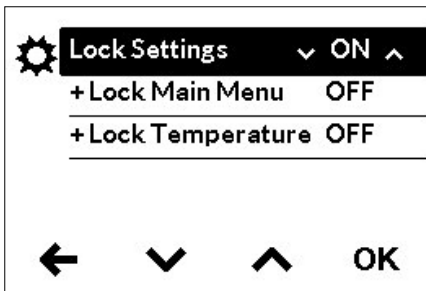 Lock Settings ON
+Lock Main Menu OFF
+Lock Temperature OFF
OK